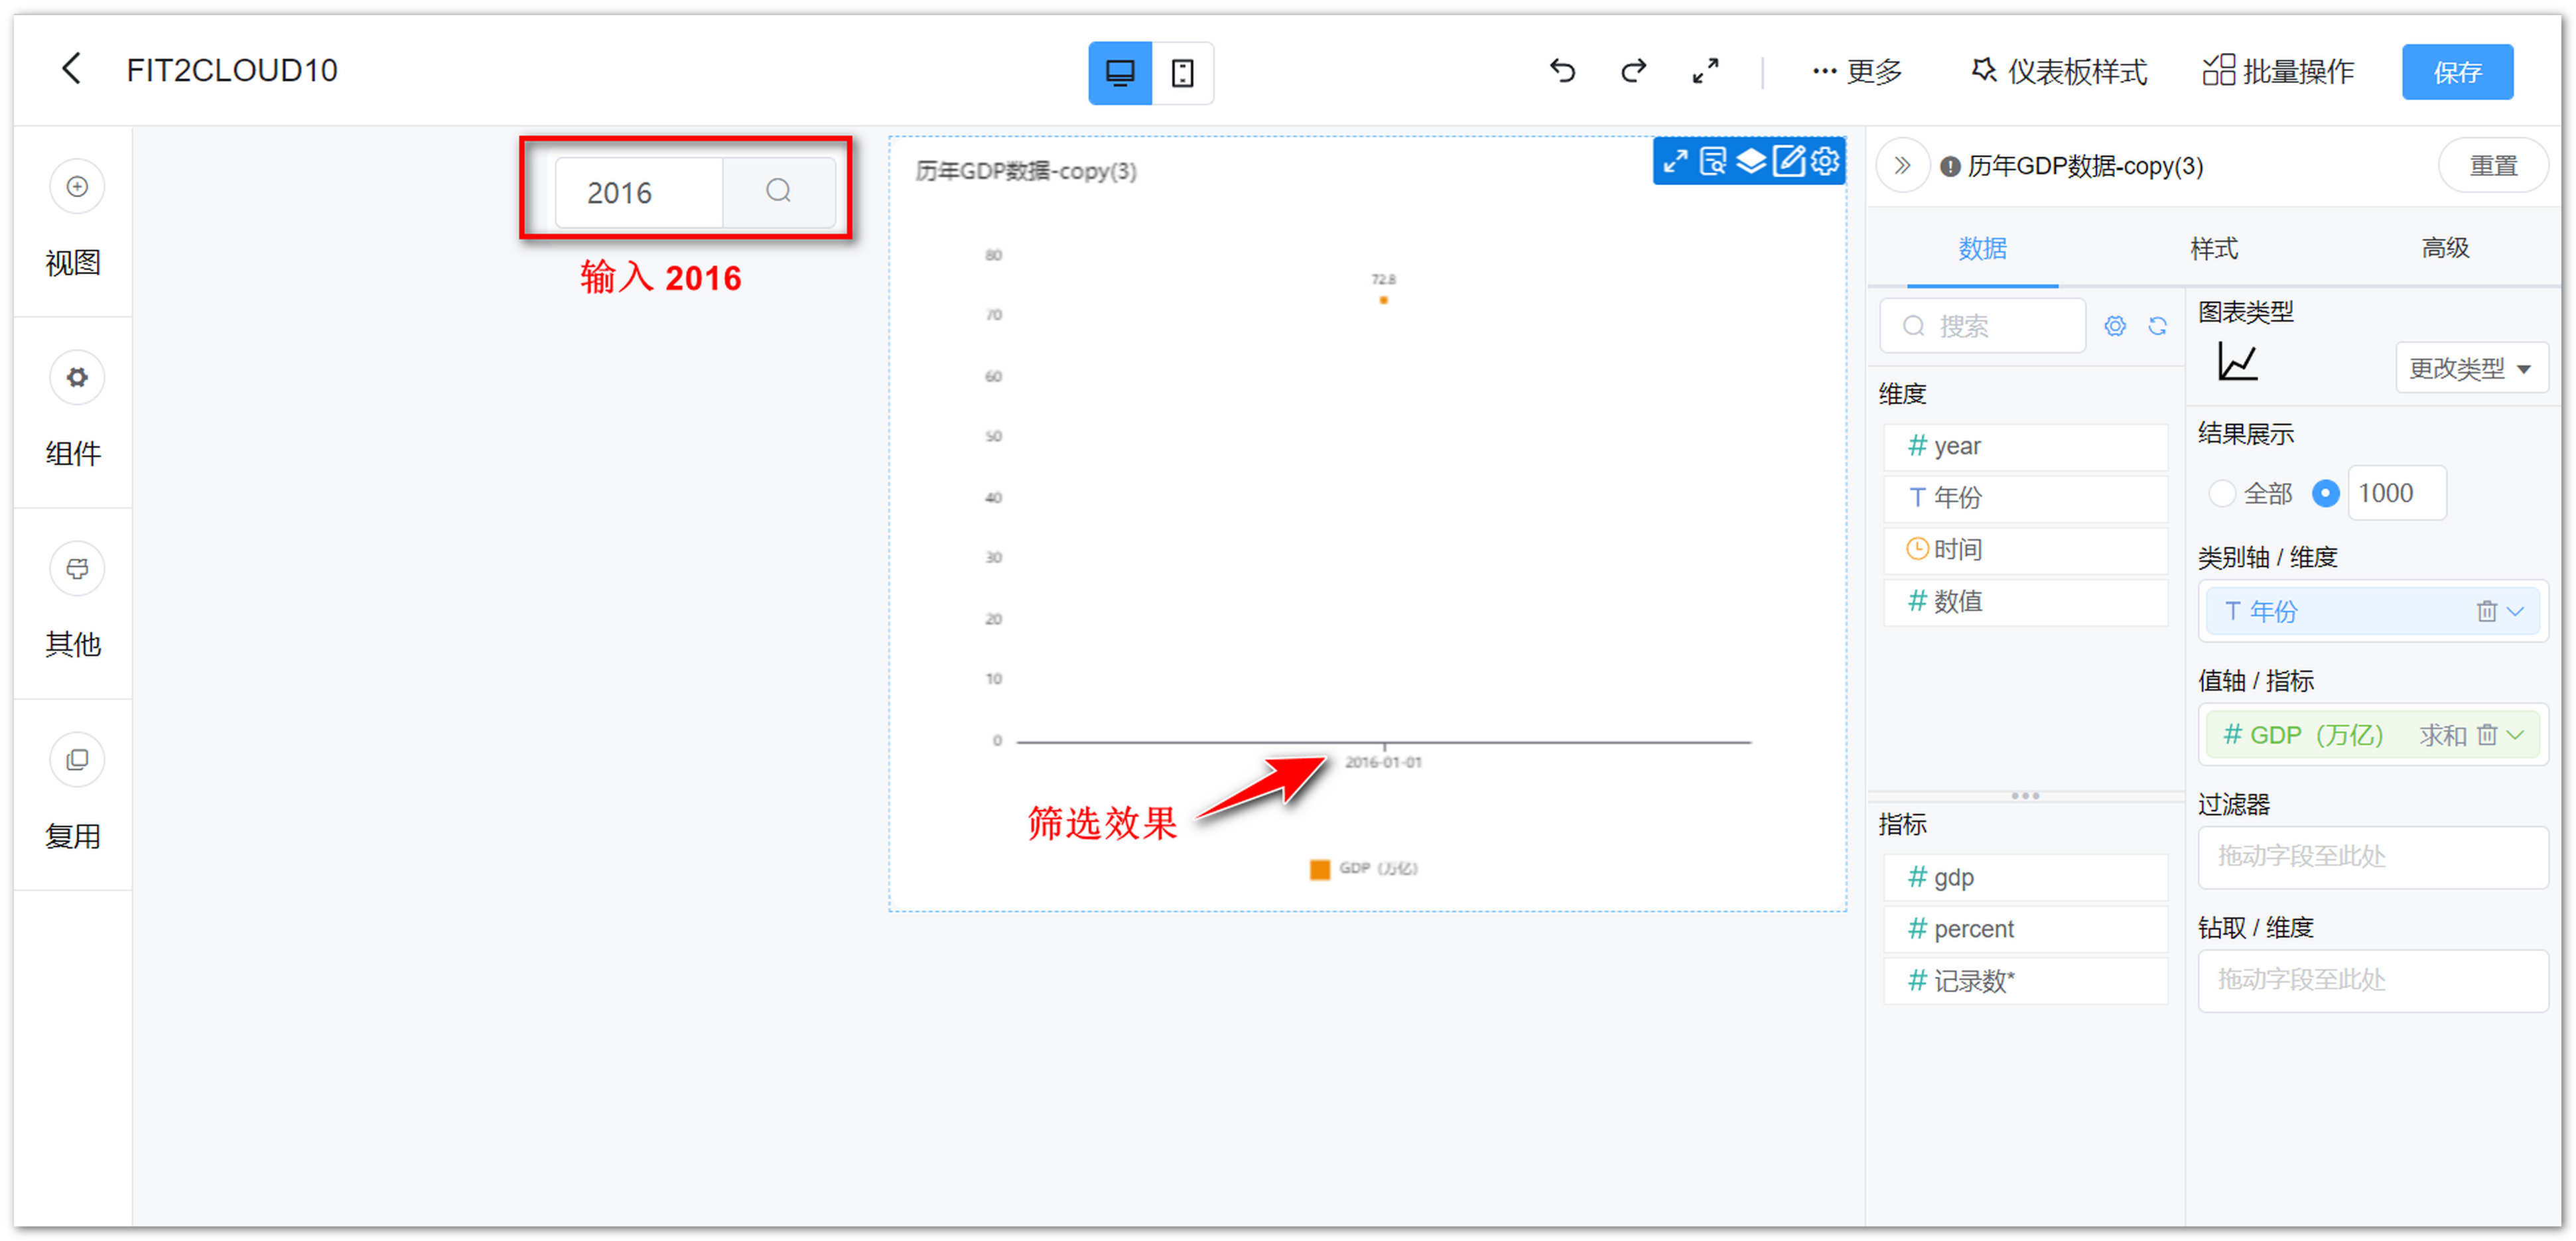 FIT2CLOUD10
更多
仪表板样式
批量操作
保存
视图
组件
其他
复用
2016
输入 2016
历年GDP数据-copy(3)
80
72.8
70
60
50
40
30
20
10
0
2016-01-01
筛选效果
GDP（万亿）
历年GDP数据-copy(3)
重置
数据
样式
高级
搜索
维度
# year
T 年份
时间
# 数值
指标
# gdp
# percent
# 记录数*
图表类型
更改类型
结果展示
全部
1000
类别轴 / 维度
T 年份
值轴 / 指标
# GDP（万亿） 求和
过滤器
拖动字段至此处
钻取 / 维度
拖动字段至此处